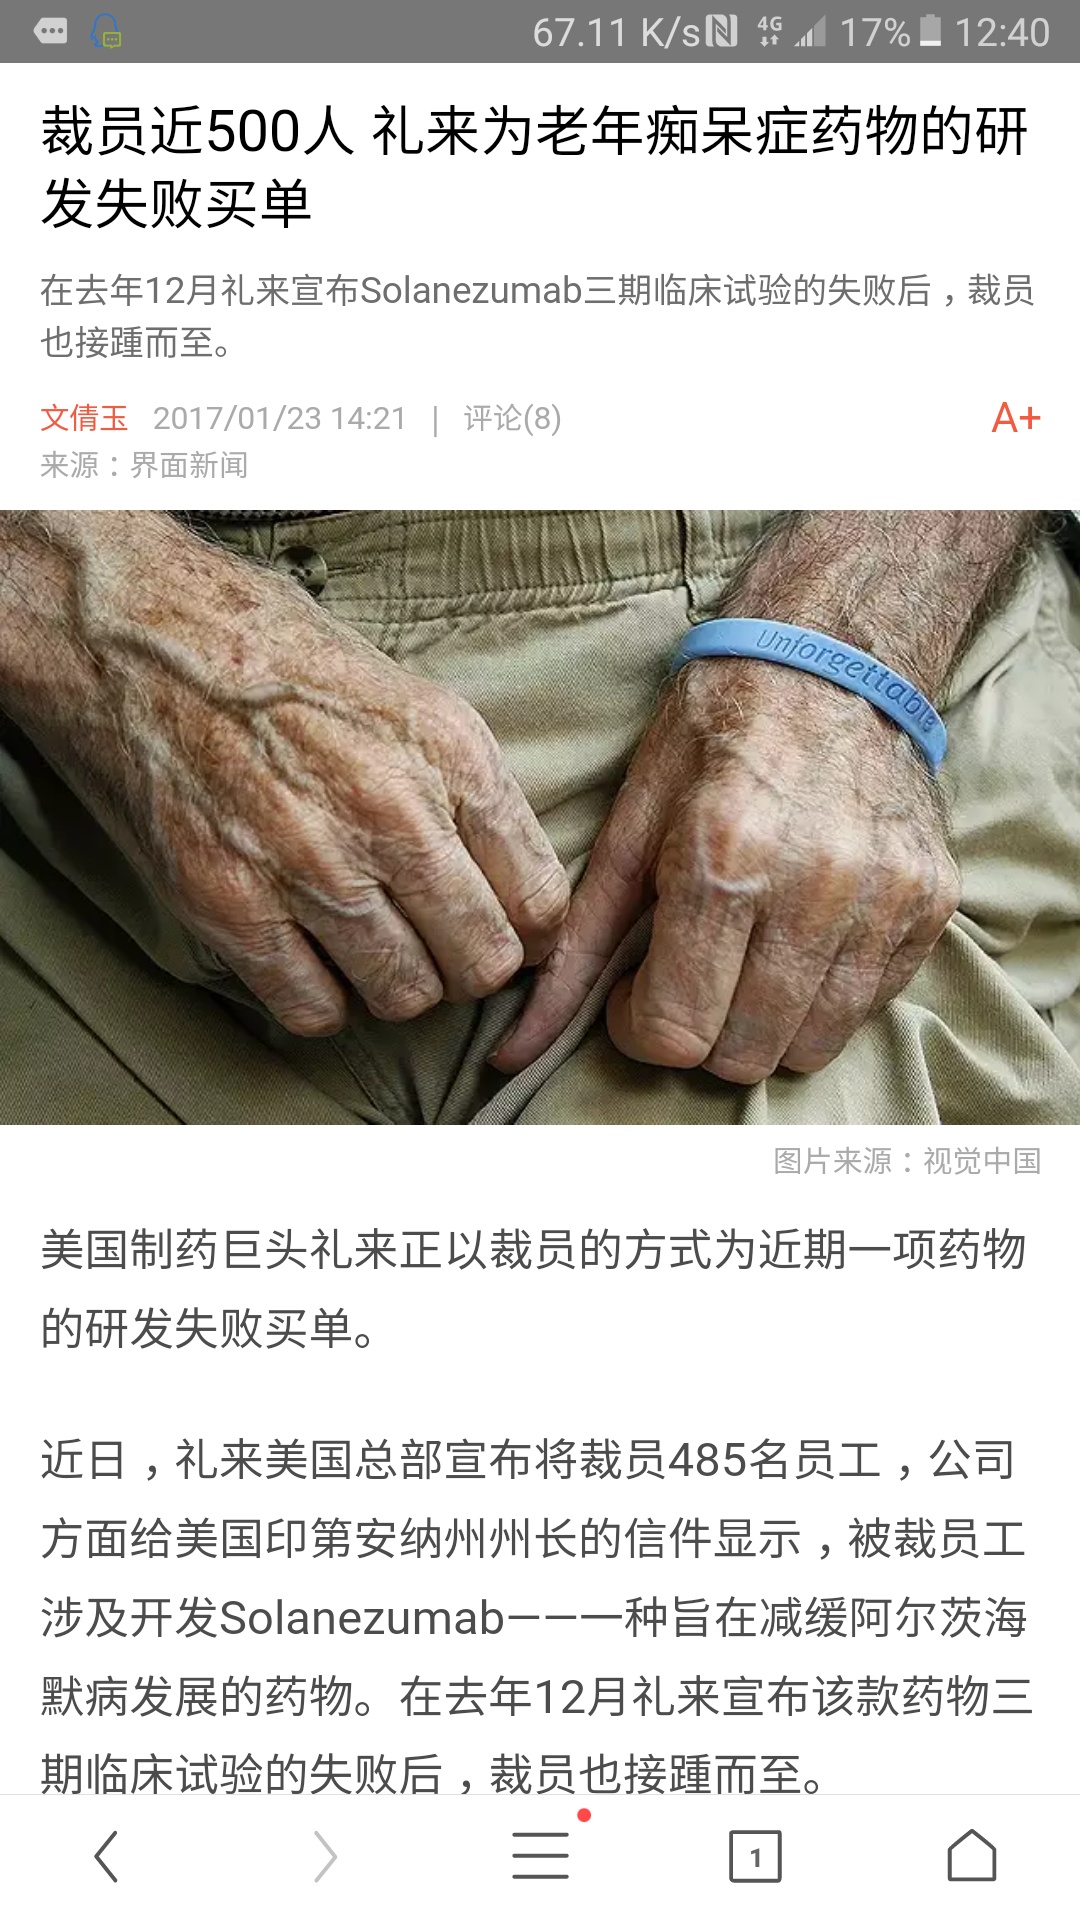 67.11 K/s 4G 17% 12:40
裁员近500人 礼来为老年痴呆症药物的研
发失败买单
在去年12月礼来宣布Solanezumab三期临床试验的失败后，裁员
也接踵而至。
文倩玉 2017/01/23 14:21 | 评论(8) A+
来源：界面新闻
Unforgettable
图片来源：视觉中国
美国制药巨头礼来正以裁员的方式为近期一项药物
的研发失败买单。
近日，礼来美国总部宣布将裁员485名员工，公司
方面给美国印第安纳州州长的信件显示，被裁员工
涉及开发Solanezumab——一种旨在减缓阿尔茨海
默病发展的药物。在去年12月礼来宣布该款药物三
期临床试验的失败后，裁员也接踵而至。
1